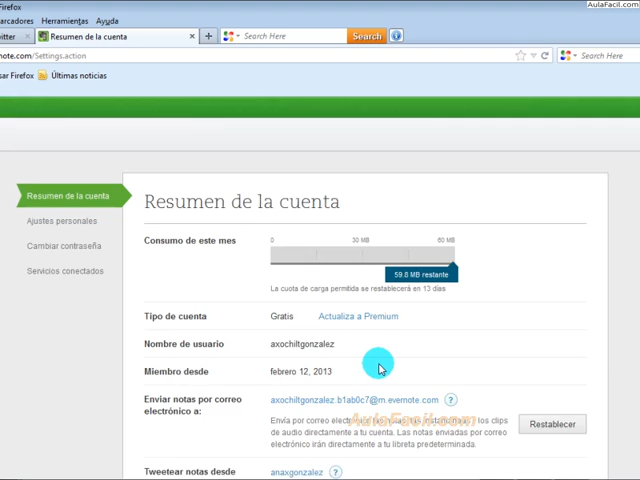 Firefox
AulaFacil.com
arcadores Herramientas Ayuda
itter × Resumen de la cuenta × + Search Here Search
note.com/Settings.action Search Here
sar Firefox Últimas noticias
Resumen de la cuenta
Ajustes personales
Cambiar contraseña
Servicios conectados
Resumen de la cuenta
Consumo de este mes 0 30 MB 60 MB
59.8 MB restante
La cuota de carga permitida se restablecerá en 13 días
Tipo de cuenta Gratis Actualiza a Premium
Nombre de usuario axochiltgonzalez
Miembro desde febrero 12, 2013
Enviar notas por correo electrónico a: axochiltgonzalez.b1ab0c7@m.evernote.com ?
Envía por correo electrónico las los clips
de audio directamente a tu cuenta. Las notas enviadas por
correo electrónico irán directamente a tu libreta predeterminada.
AulaFacil.com
Restablecer
Tweetear notas desde anaxgonzalez ?